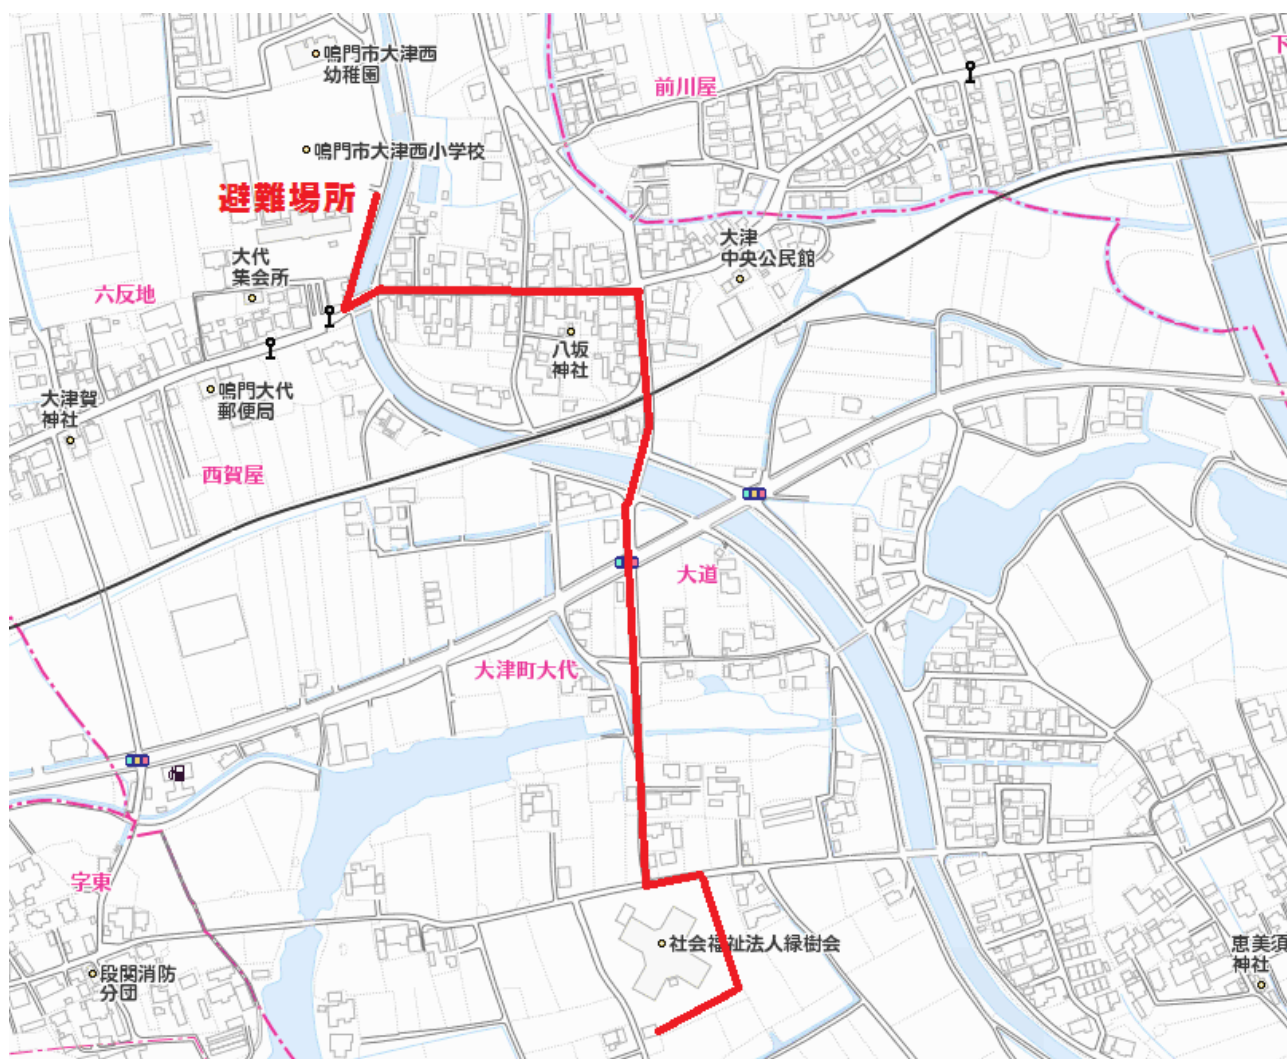 鳴門市大津西
幼稚園
前川屋
下
鳴門市大津西小学校
避難場所
大津
中央公民館
大代
集会所
六反地
八坂
神社
鳴門大代
郵便局
大津賀
神社
西賀屋
大道
大津町大代
字東
社会福祉法人緑樹会
恵美須
神社
段関消防
分団